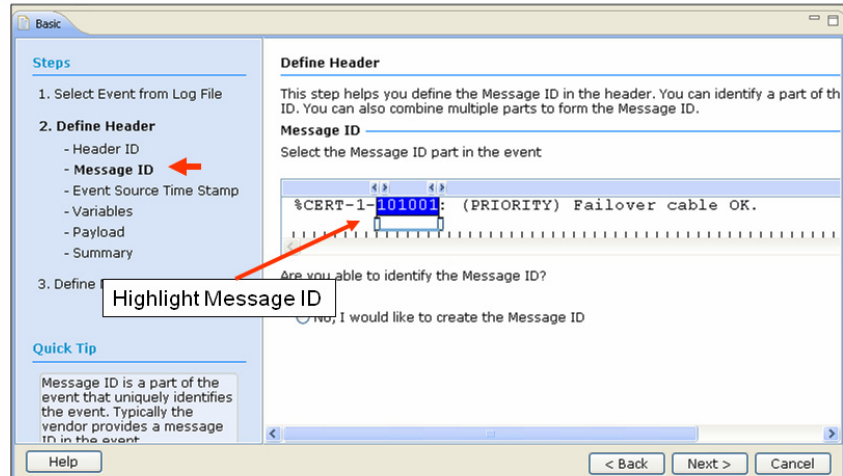 Basic
Steps
1. Select Event from Log File
2. Define Header
- Header ID
- Message ID
- Event Source Time Stamp
- Variables
- Payload
- Summary
3. Define
Quick Tip
Message ID is a part of the
event that uniquely identifies
the event. Typically the
vendor provides a message
ID in the event
Define Header
This step helps you define the Message ID in the header. You can identify a part of th
ID. You can also combine multiple parts to form the Message ID.
Message ID
Select the Message ID part in the event
%CERT-1-101001: (PRIORITY) Failover cable OK.
Are you able to identify the Message ID?
Highlight Message ID
No, I would like to create the Message ID
Help
< Back
Next >
Cancel